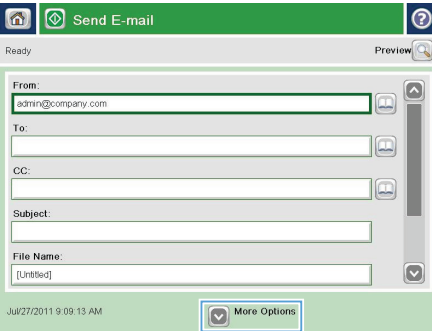 Send E-mail
Ready
Preview
From:
admin@company.com
To:
CC:
Subject:
File Name:
[Untitled]
Jul/27/2011 9:09:13 AM
More Options